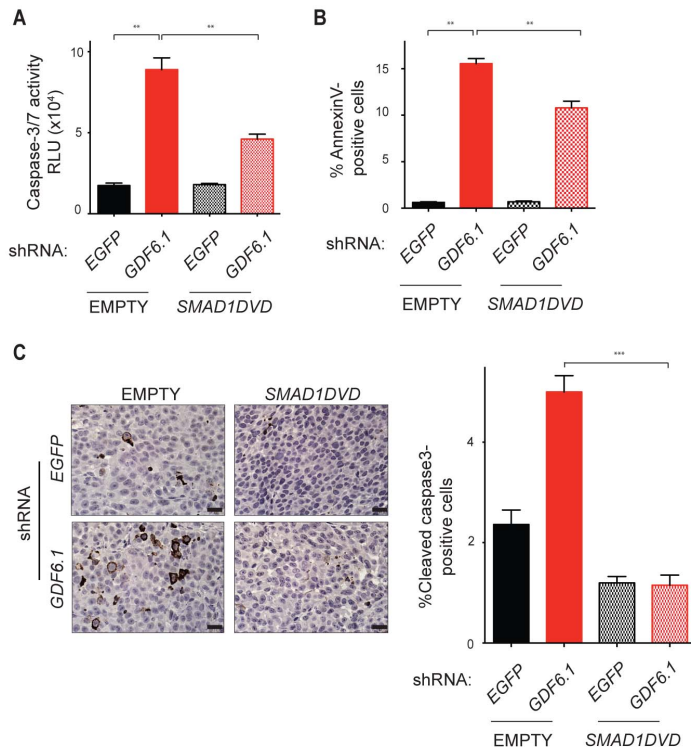 A
Caspase-3/7 activity
RLU (x10⁴)
10
5
0
**
**
shRNA:
EGFP
GDF6.1
EGFP
GDF6.1
EMPTY
SMAD1DVD
B
% AnnexinV-
positive cells
15
10
5
0
**
**
shRNA:
EGFP
GDF6.1
EGFP
GDF6.1
EMPTY
SMAD1DVD
C
EMPTY
SMAD1DVD
shRNA
EGFP
GDF6.1
%Cleaved caspase3-
positive cells
4
2
0
***
shRNA:
EGFP
GDF6.1
EGFP
GDF6.1
EMPTY
SMAD1DVD